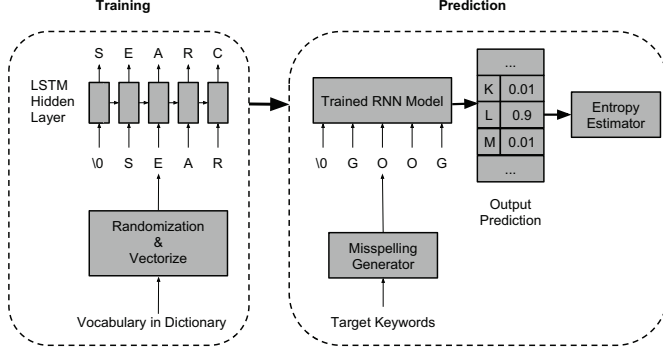 Training
S E A R C
LSTM
Hidden
Layer
\0 S E A R
Randomization
&
Vectorize
Vocabulary in Dictionary
Prediction
Trained RNN Model
\0 G O O G
Misspelling
Generator
Target Keywords
...
K 0.01
L 0.9
M 0.01
...
Output
Prediction
Entropy
Estimator